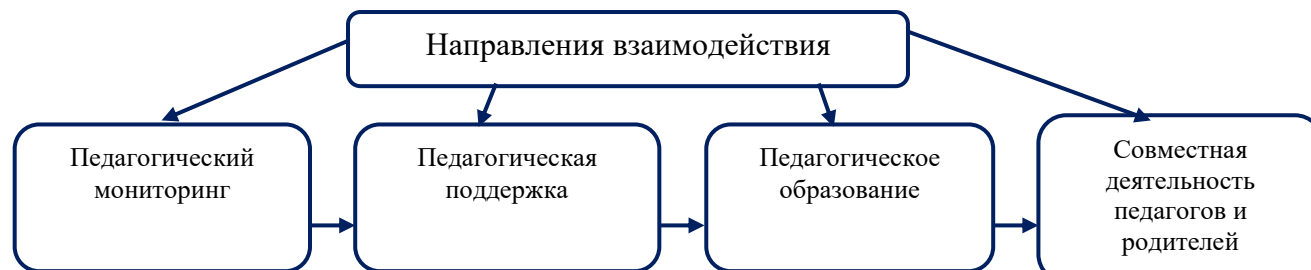 Направления взаимодействия
Педагогический
мониторинг
Педагогическая
поддержка
Педагогическое
образование
Совместная
деятельность
педагогов и
родителей